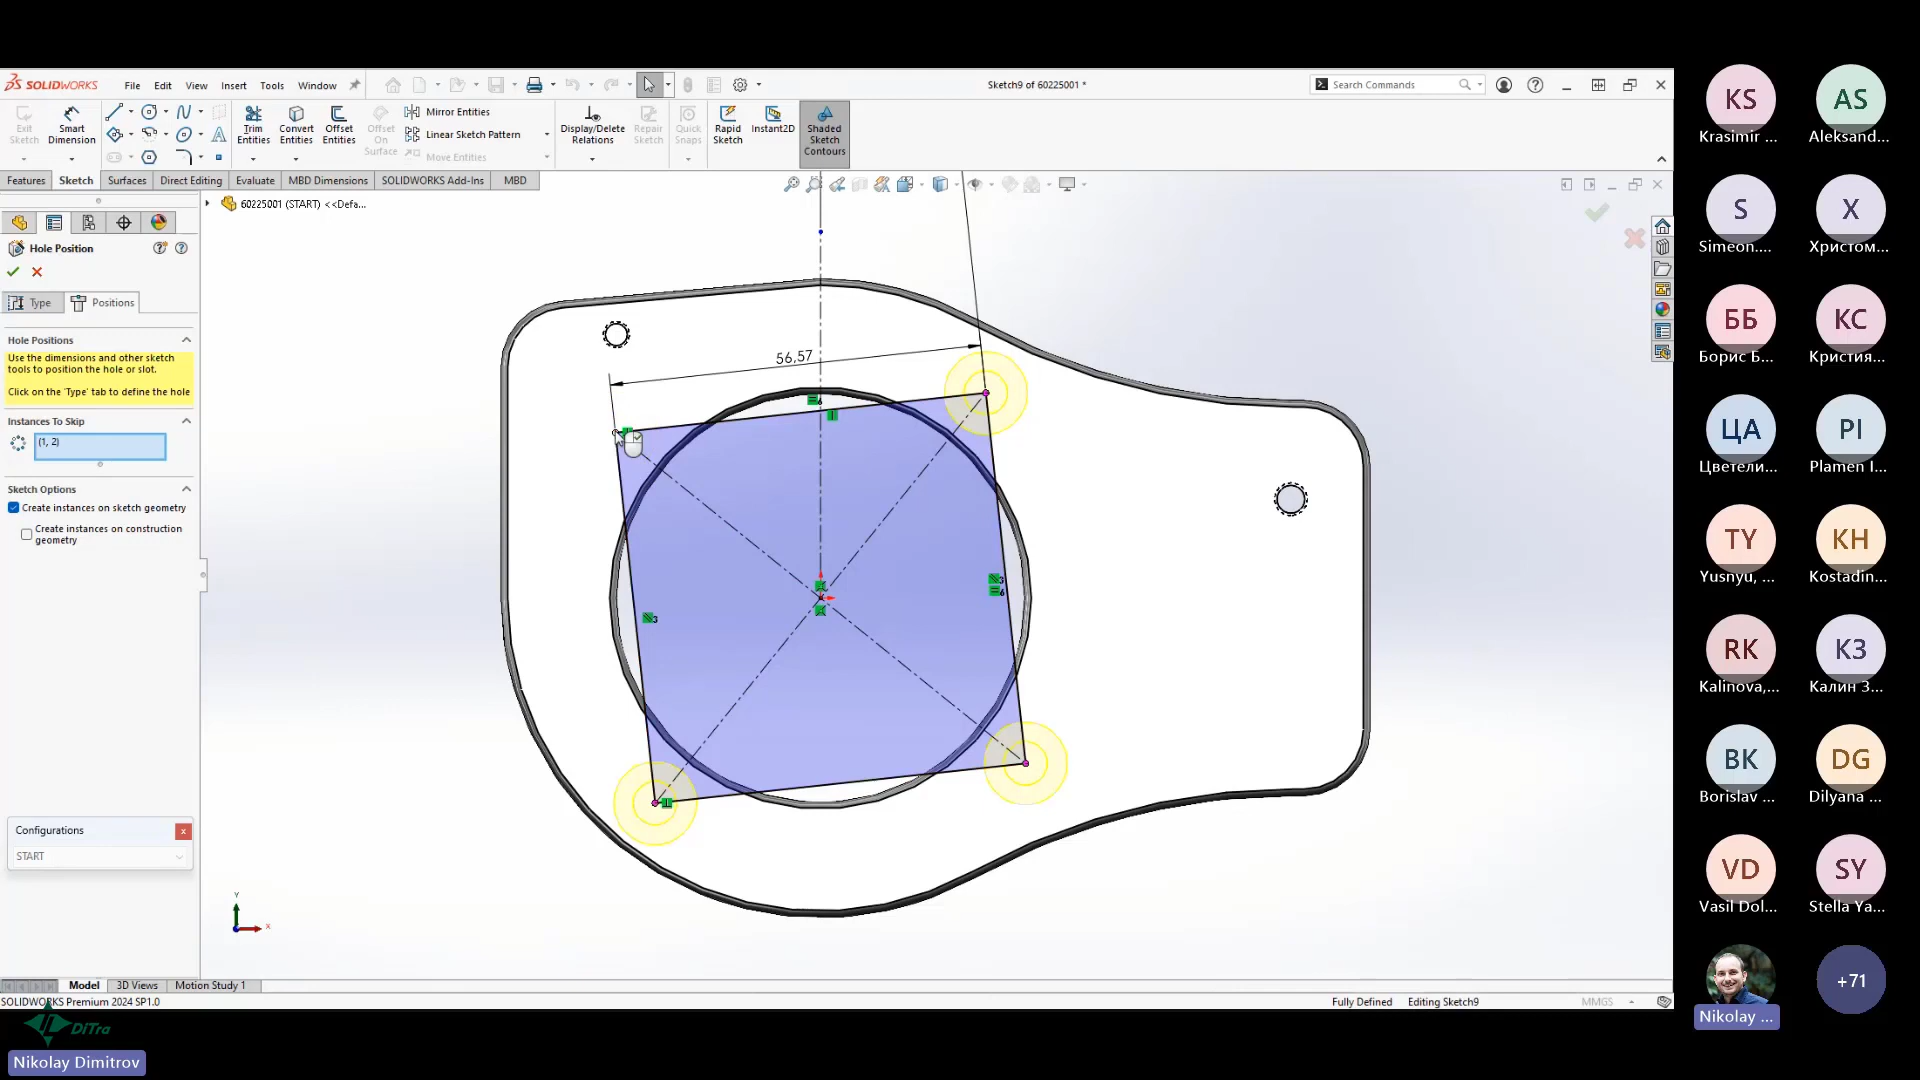 SOLIDWORKS
File Edit View Insert Tools Window
Sketch9 of 60225001 *
Search Commands
Exit Sketch
Smart Dimension
Trim Entities
Convert Entities
Offset Entities
Offset On Surface
Mirror Entities
Linear Sketch Pattern
Move Entities
Display/Delete Relations
Repair Sketch
Quick Snaps
Rapid Sketch
Instant2D
Shaded Sketch Contours
Features Sketch Surfaces Direct Editing Evaluate MBD Dimensions SOLIDWORKS Add-Ins MBD
60225001 (START) <<Defa...
Hole Position
Type Positions
Hole Positions
Use the dimensions and other sketch
tools to position the hole or slot.
Click on the 'Type' tab to define the hole
Instances To Skip
(1, 2)
Sketch Options
Create instances on sketch geometry
Create instances on construction
geometry
56,57
Configurations
START
Y
X
Model 3D Views Motion Study 1
SOLIDWORKS Premium 2024 SP1.0
Fully Defined Editing Sketch9 MMGS
DiTra
Nikolay Dimitrov
KS AS
Krasimir ... Aleksand...
S X
Simeon.... Христом...
ББ КС
Борис Б... Кристия...
ЦА PI
Цветели... Plamen I...
TY KH
Yusnyu, ... Kostadin...
RK КЗ
Kalinova,... Калин З...
BK DG
Borislav ... Dilyana ...
VD SY
Vasil Dol... Stella Ya...
+71
Nikolay ...